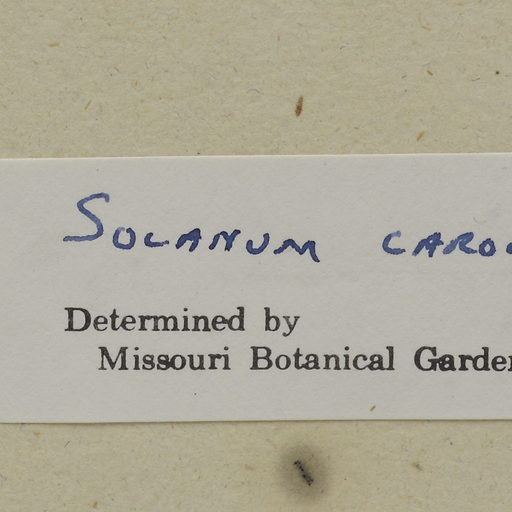 SOLANUM CARO
Determined by
Missouri Botanical Garden